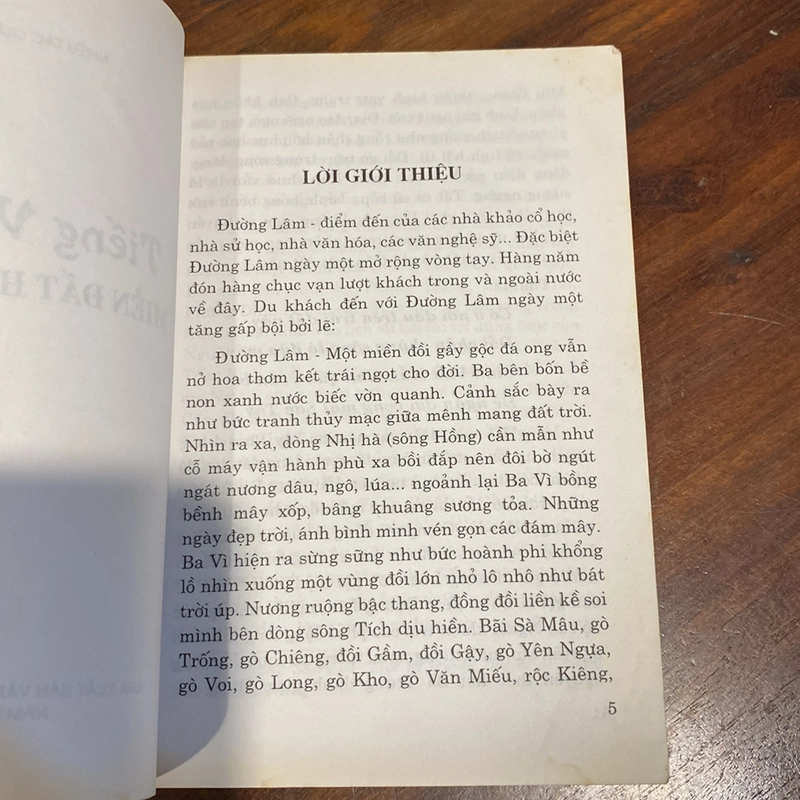 LỜI GIỚI THIỆU
Đường Lâm - điểm đến của các nhà khảo cổ học,
nhà sử học, nhà văn hóa, các văn nghệ sỹ... Đặc biệt
Đường Lâm ngày một mở rộng vòng tay. Hàng năm
đón hàng chục vạn lượt khách trong và ngoài nước
về đây. Du khách đến với Đường Lâm ngày một
tăng gấp bội bởi lẽ:
Đường Lâm - Một miền đồi gầy gộc đá ong vẫn
nở hoa thơm kết trái ngọt cho đời. Ba bên bốn bề
non xanh nước biếc vờn quanh. Cảnh sắc bày ra
như bức tranh thủy mạc giữa mênh mang đất trời.
Nhìn ra xa, dòng Nhị hà (sông Hồng) cần mẫn như
cỗ máy vận hành phù xa bồi đắp nên đôi bờ ngút
ngát nương dâu, ngô, lúa... ngoảnh lại Ba Vì bồng
bềnh mây xốp, bâng khuâng sương tỏa. Những
ngày đẹp trời, ánh bình minh vén gọn các đám mây.
Ba Vì hiện ra sừng sững như bức hoành phi khổng
lồ nhìn xuống một vùng đồi lớn nhỏ lô nhô như bát
trời úp. Nương ruộng bậc thang, đồng đồi liền kề soi
mình bên dòng sông Tích dịu hiền. Bãi Sà Mâu, gò
Trống, gò Chiêng, đồi Gầm, đồi Gậy, gò Yên Ngựa,
gò Voi, gò Long, gò Kho, gò Văn Miếu, rộc Kiêng,
5